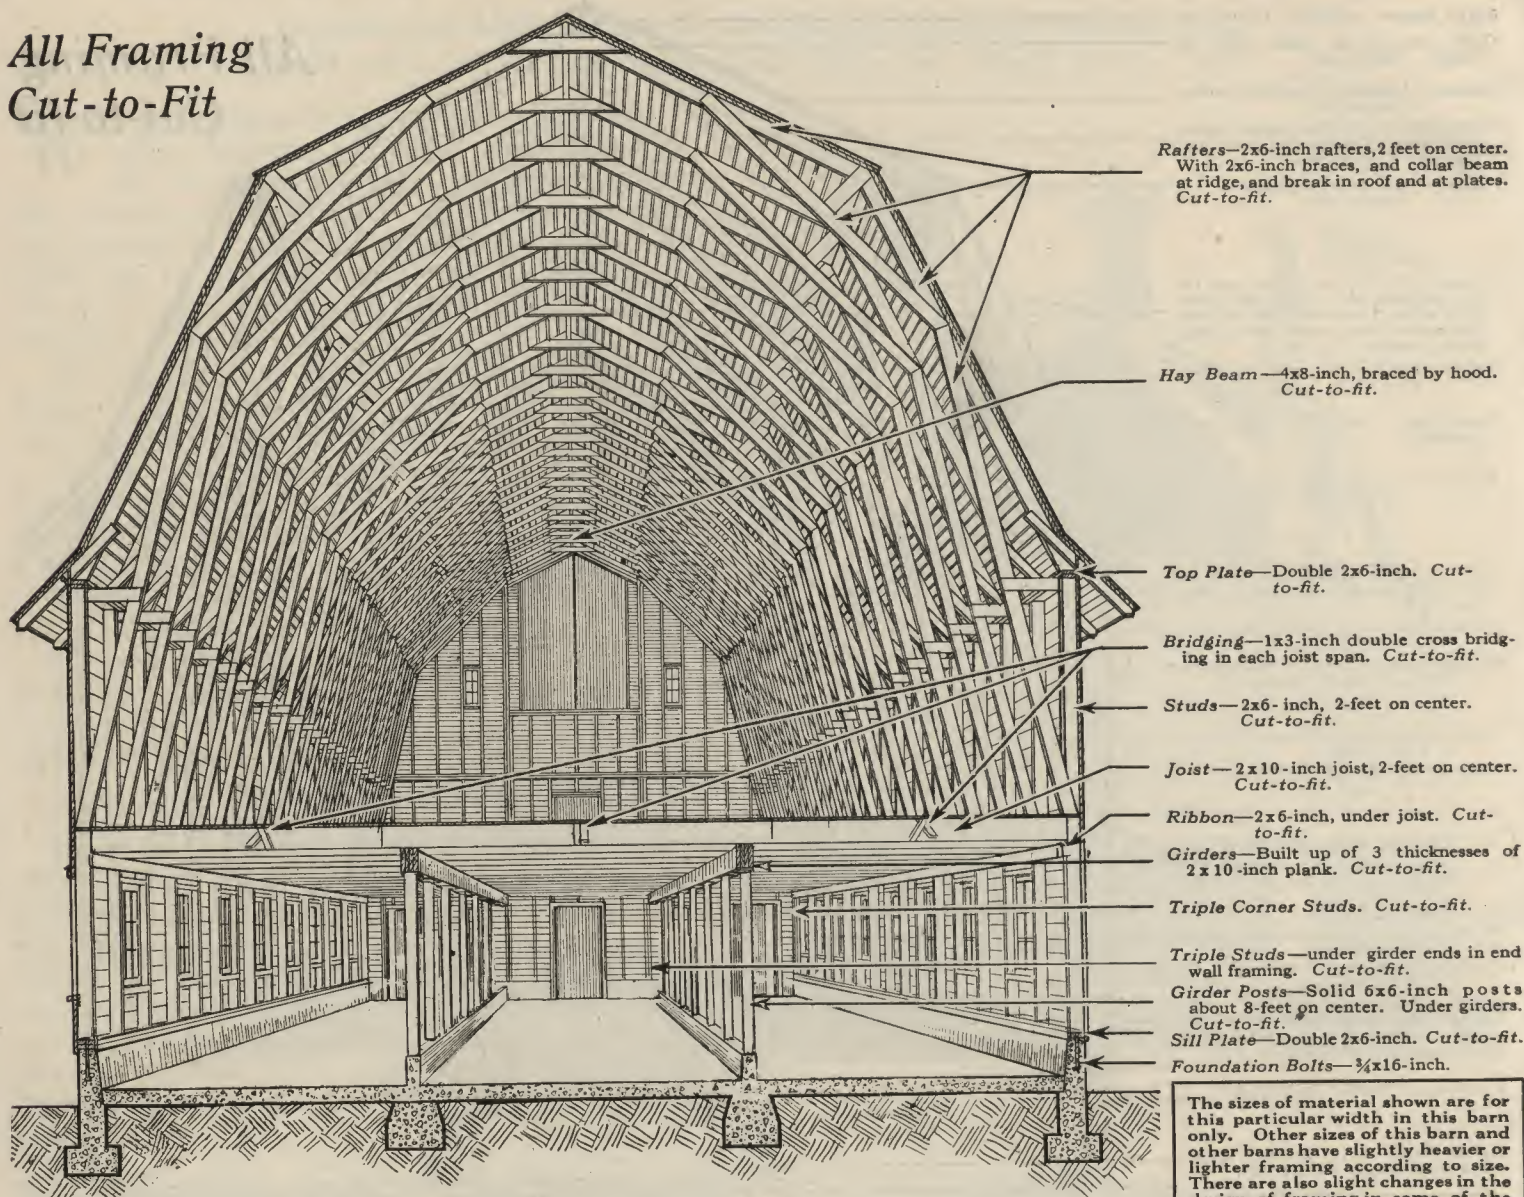 All Framing
Cut-to-Fit
Rafters—2x6-inch rafters, 2 feet on center.
With 2x6-inch braces, and collar beam
at ridge, and break in roof and at plates.
Cut-to-fit.
Hay Beam—4x8-inch, braced by hood.
Cut-to-fit.
Top Plate—Double 2x6-inch. Cut-
to-fit.
Bridging—1x3-inch double cross bridg-
ing in each joist span. Cut-to-fit.
Studs—2x6-inch, 2-feet on center.
Cut-to-fit.
Joist—2x10-inch joist, 2-feet on center.
Cut-to-fit.
Ribbon—2x6-inch, under joist. Cut-
to-fit.
Girders—Built up of 3 thicknesses of
2x10-inch plank. Cut-to-fit.
Triple Corner Studs. Cut-to-fit.
Triple Studs—under girder ends in end
wall framing. Cut-to-fit.
Girder Posts—Solid 6x6-inch posts
about 8-feet on center. Under girders.
Cut-to-fit.
Sill Plate—Double 2x6-inch. Cut-to-fit.
Foundation Bolts—¾x16-inch.
The sizes of material shown are for
this particular width in this barn
only. Other sizes of this barn and
other barns have slightly heavier or
lighter framing according to size.
There are also slight changes in the
design of framing in some of the